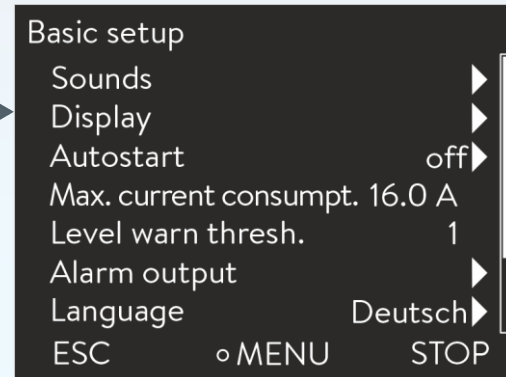 Basic setup
Sounds
Display
Autostart off
Max. current consumpt. 16.0 A
Level warn thresh. 1
Alarm output
Language Deutsch
ESC MENU STOP